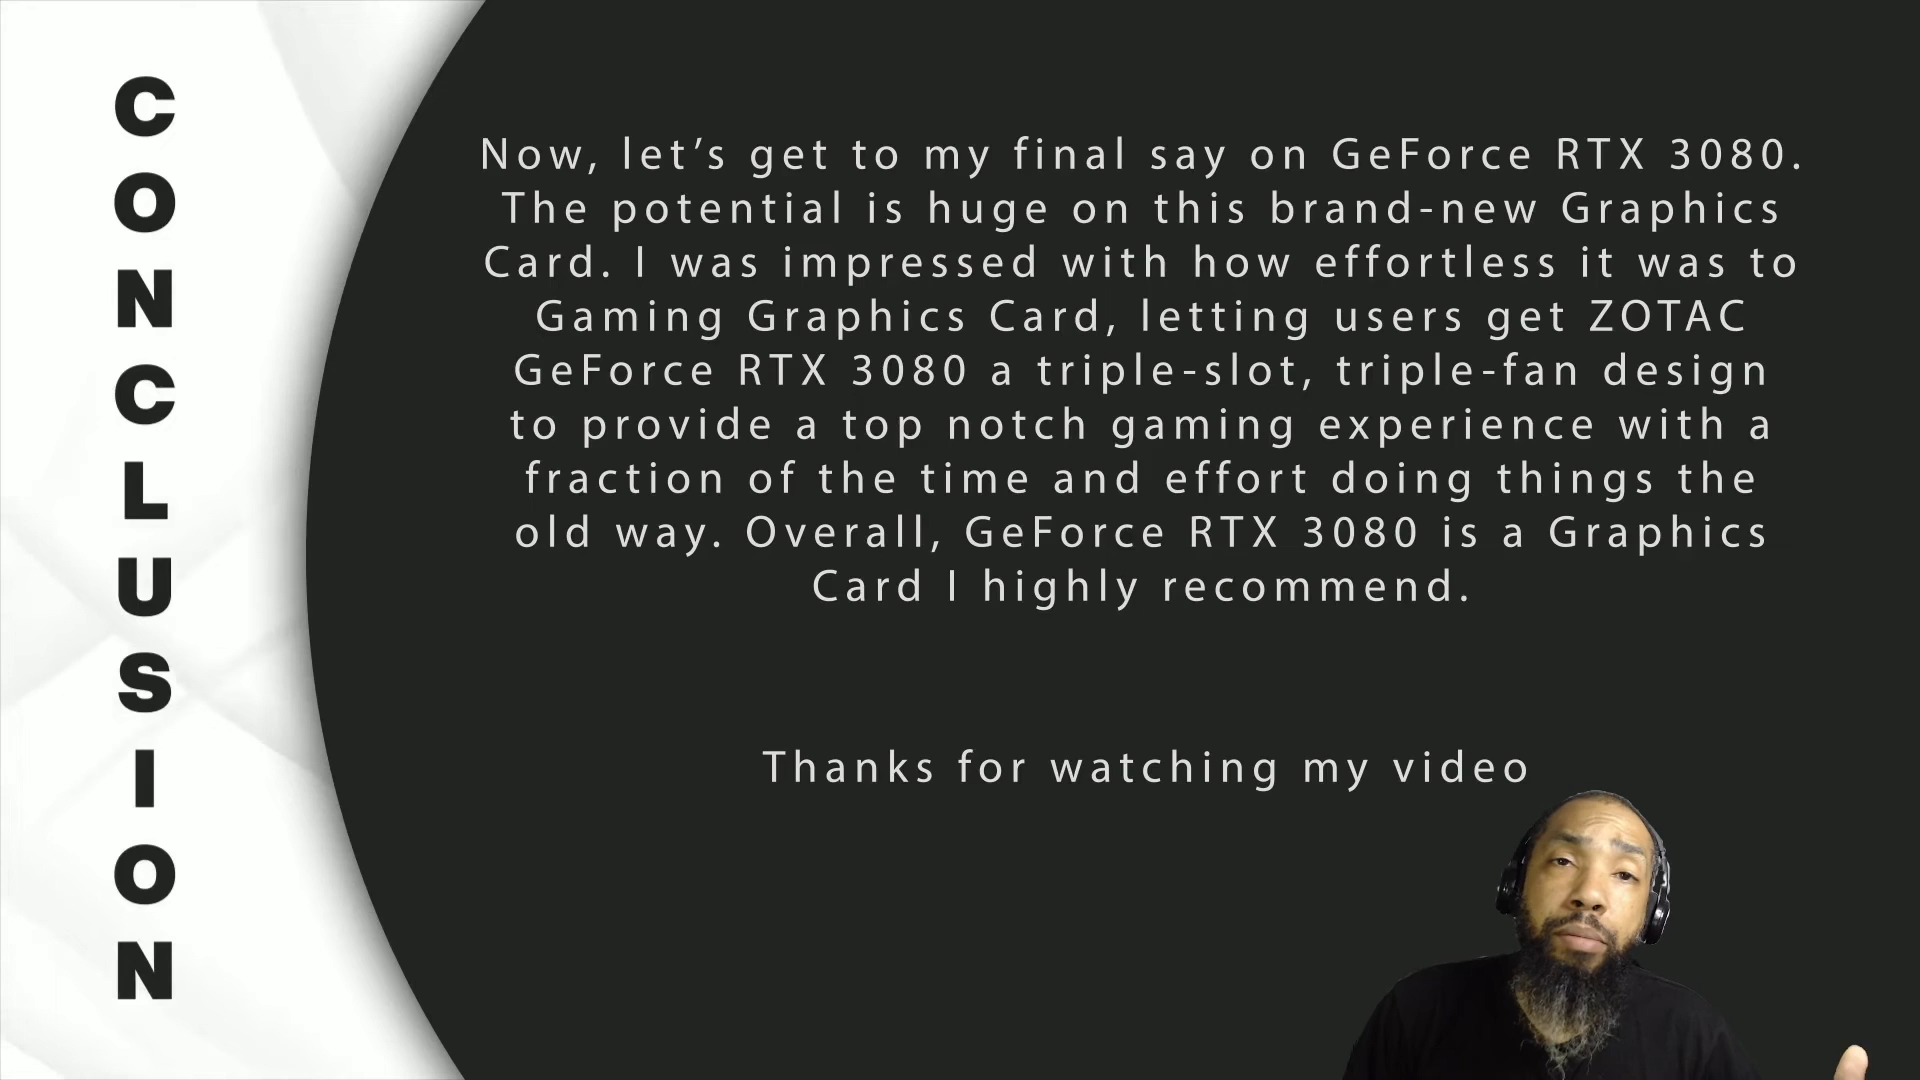 CONCLUSION
Now, let’s get to my final say on GeForce RTX 3080.
The potential is huge on this brand-new Graphics
Card. I was impressed with how effortless it was to
Gaming Graphics Card, letting users get ZOTAC
GeForce RTX 3080 a triple-slot, triple-fan design
to provide a top notch gaming experience with a
fraction of the time and effort doing things the
old way. Overall, GeForce RTX 3080 is a Graphics
Card I highly recommend.
Thanks for watching my video